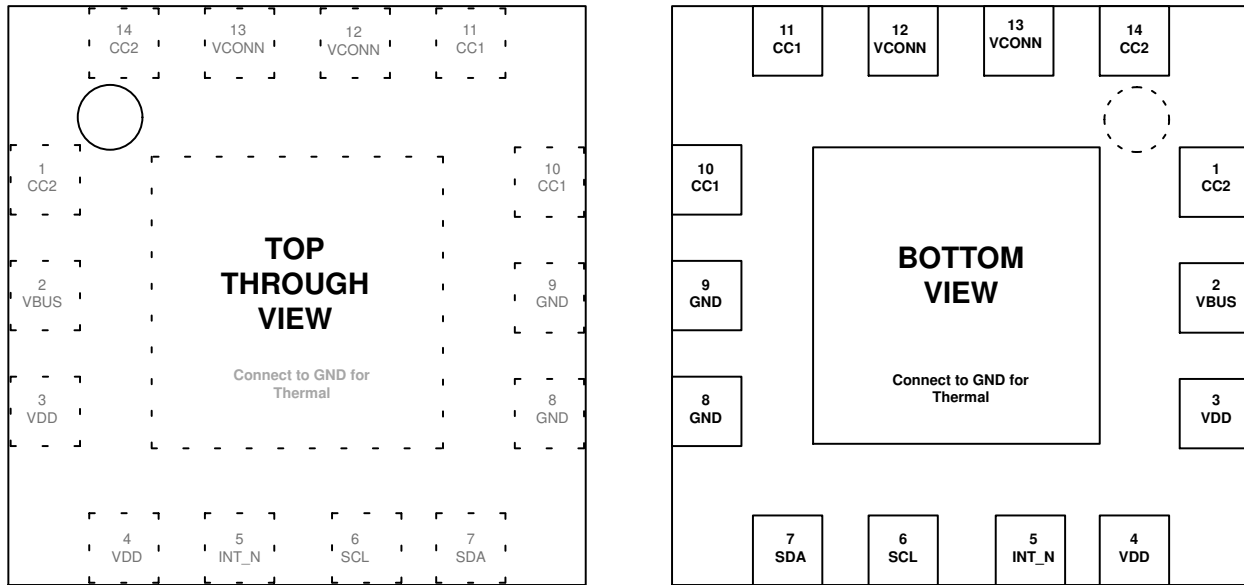 14
CC2
13
VCONN
12
VCONN
11
CC1
1
CC2
10
CC1
2
VBUS
9
GND
3
VDD
8
GND
TOP
THROUGH
VIEW
Connect to GND for
Thermal
4
VDD
5
INT_N
6
SCL
7
SDA
11
CC1
12
VCONN
13
VCONN
14
CC2
10
CC1
1
CC2
9
GND
2
VBUS
8
GND
3
VDD
BOTTOM
VIEW
Connect to GND for
Thermal
7
SDA
6
SCL
5
INT_N
4
VDD